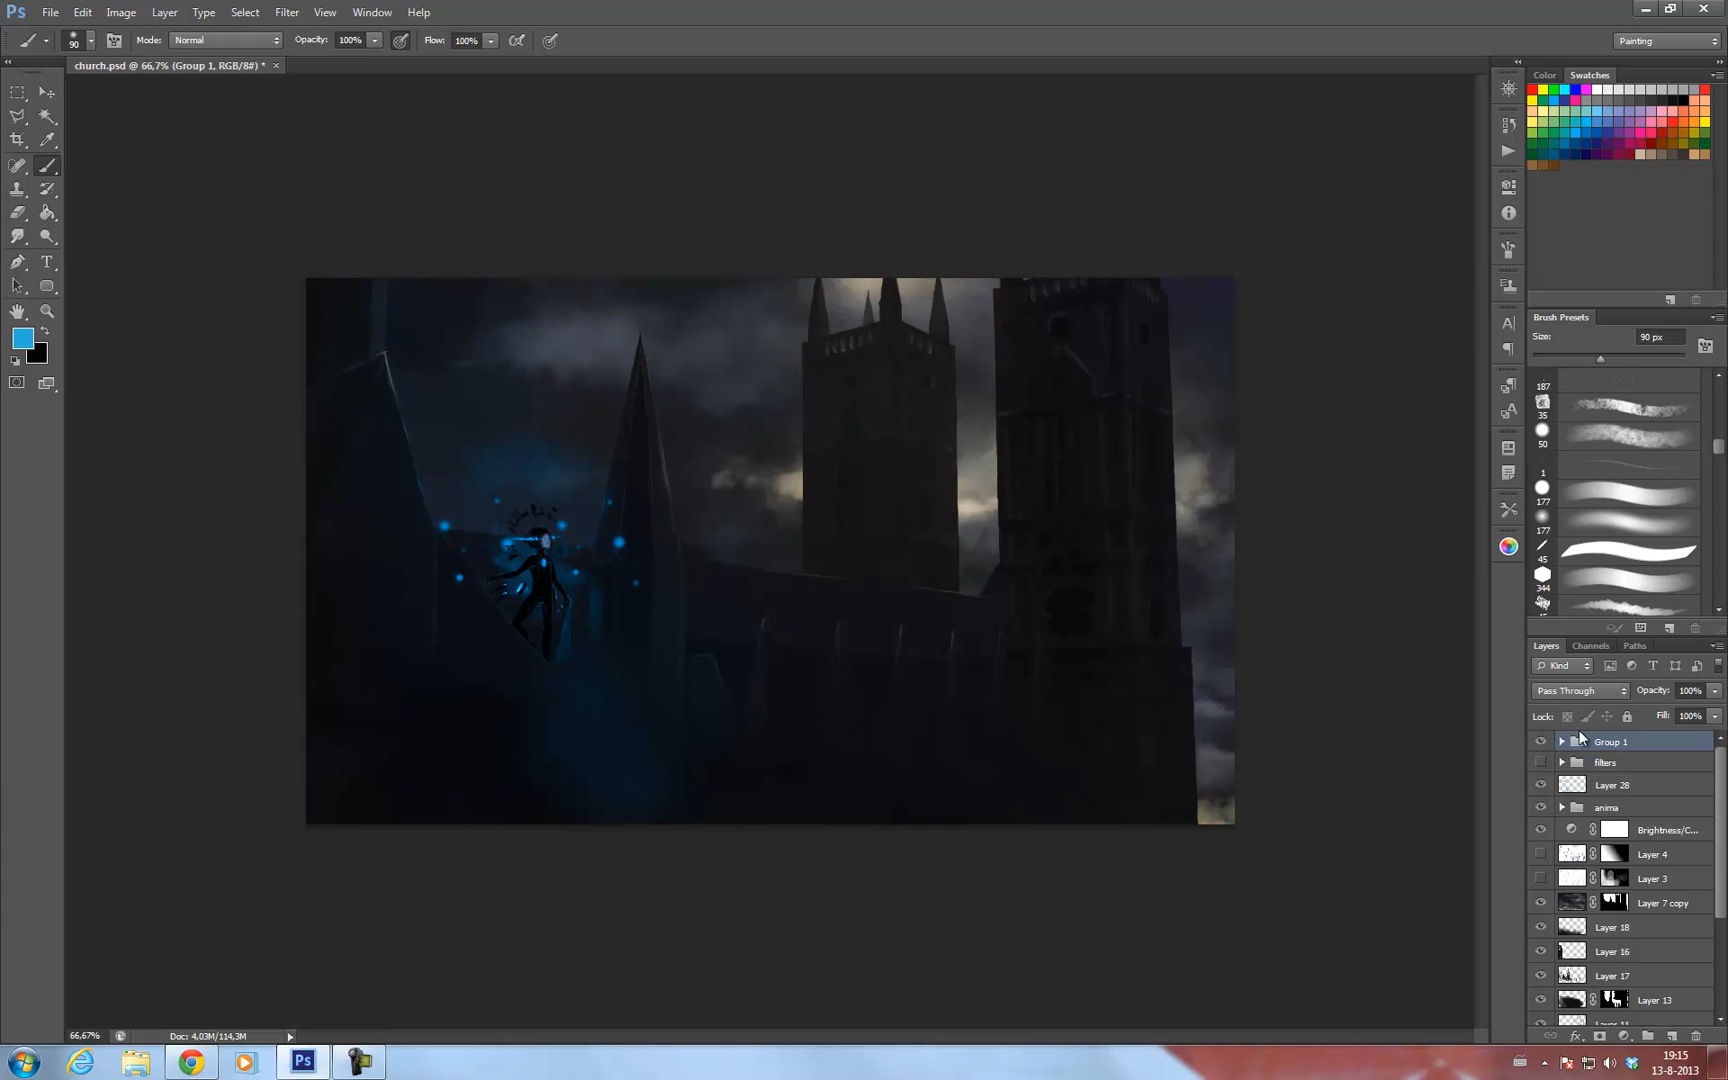 Ps File Edit Image Layer Type Select Filter View Window Help
90 Mode: Normal Opacity: 100% Flow: 100% Painting
church.psd @ 66,7% (Group 1, RGB/8#) * ×
Color Swatches
Brush Presets
Size: 90 px
187
35
50
1
177
177
45
344
Layers Channels Paths
Kind
Pass Through Opacity: 100%
Lock: Fill: 100%
Group 1
filters
Layer 28
anima
Brightness/C...
Layer 4
Layer 3
Layer 7 copy
Layer 18
Layer 16
Layer 17
Layer 13
66,67% Doc: 4,03M/114,3M
Ps
19:15
13-8-2013